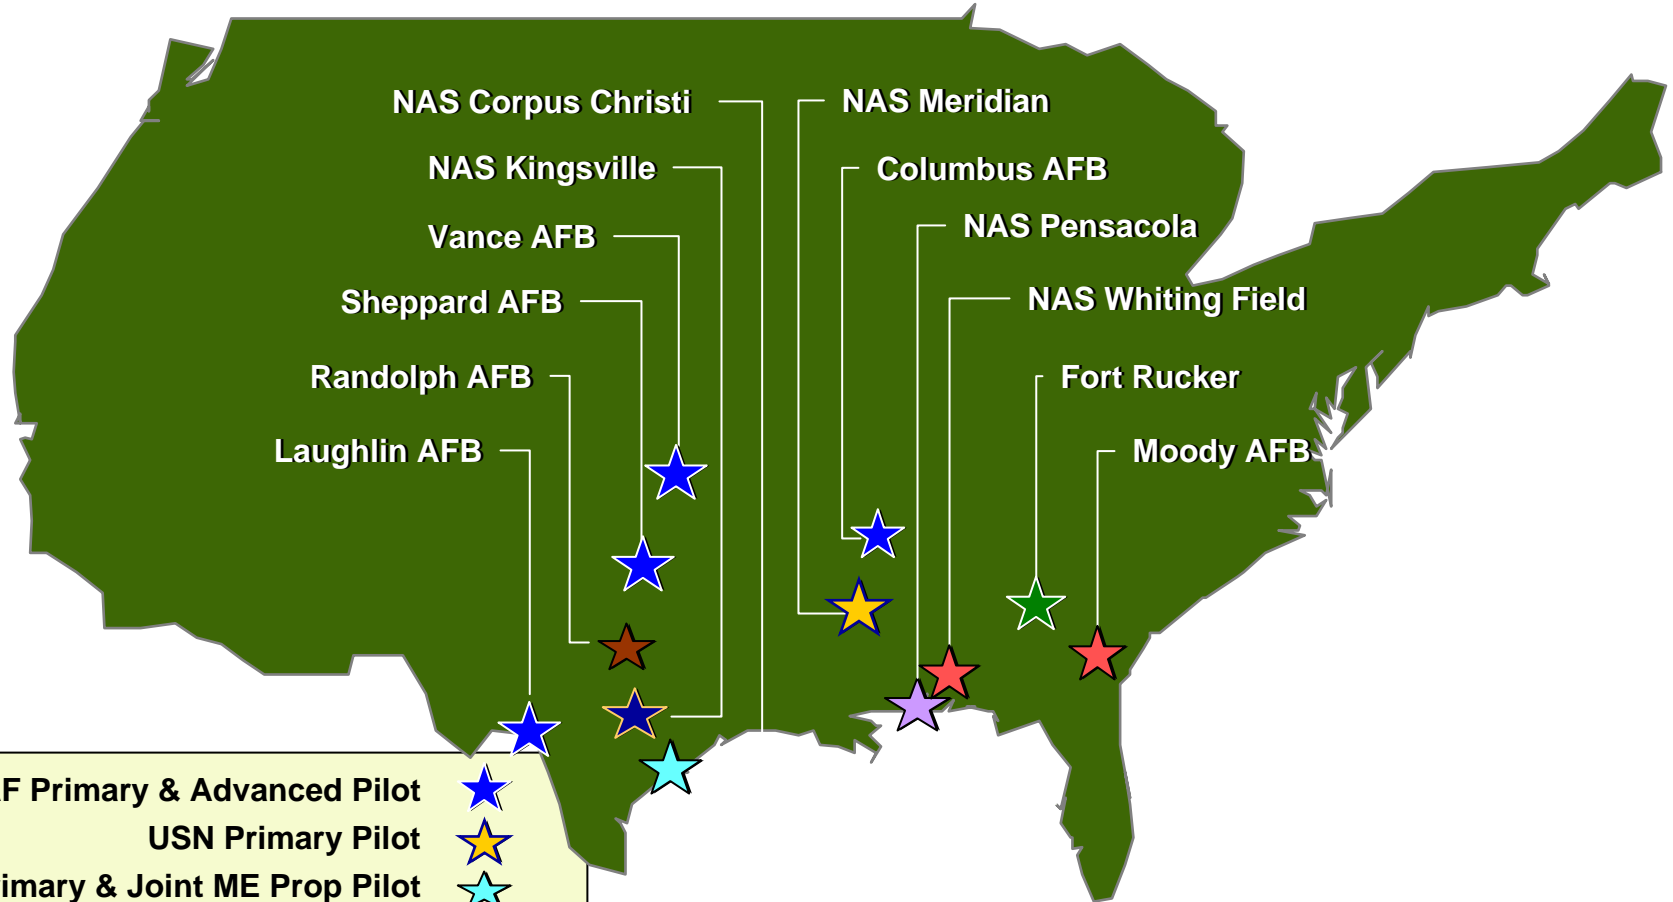 NAS Corpus Christi
NAS Kingsville
Vance AFB
Sheppard AFB
Randolph AFB
Laughlin AFB
NAS Meridian
Columbus AFB
NAS Pensacola
NAS Whiting Field
Fort Rucker
Moody AFB
Primary & Advanced Pilot
USN Primary Pilot
& Joint ME Prop Pilot